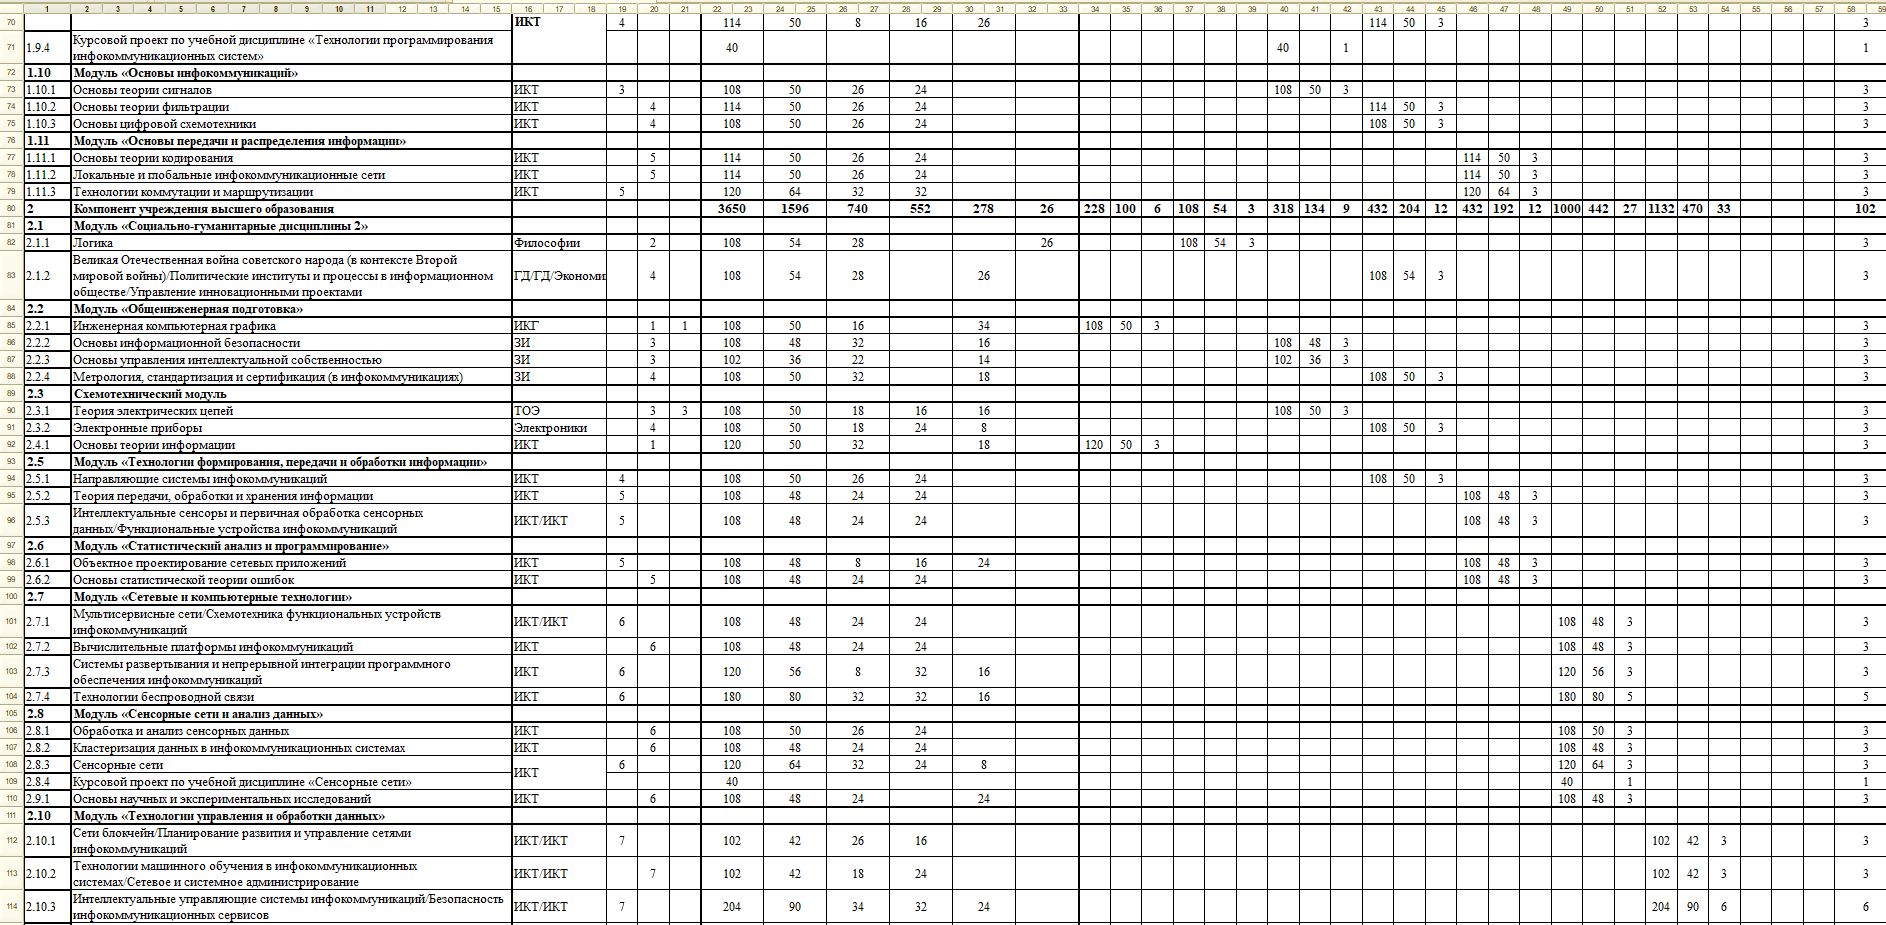 1 2 3 4 5 6 7 8 9 10 11 12 13 14 15 16 17 18 19 20 21 22 23 24 25 26 27 28 29 30 31 32 33 34 35 36 37 38 39 40 41 42 43 44 45 46 47 48 49 50 51 52 53 54 55 56 57 58 59
70 ИКТ 4 114 50 8 16 26 114 50 3 3
71 1.9.4 Курсовой проект по учебной дисциплине «Технологии программирования
инфокоммуникационных систем» 40 40 1 1
72 1.10 Модуль «Основы инфокоммуникаций»
73 1.10.1 Основы теории сигналов ИКТ 3 108 50 26 24 108 50 3 3
74 1.10.2 Основы теории фильтрации ИКТ 4 114 50 26 24 114 50 3 3
75 1.10.3 Основы цифровой схемотехники ИКТ 4 108 50 26 24 108 50 3 3
76 1.11 Модуль «Основы передачи и распределения информации»
77 1.11.1 Основы теории кодирования ИКТ 5 114 50 26 24 114 50 3 3
78 1.11.2 Локальные и глобальные инфокоммуникационные сети ИКТ 5 114 50 26 24 114 50 3 3
79 1.11.3 Технологии коммутации и маршрутизации ИКТ 5 120 64 32 32 120 64 3 3
80 2 Компонент учреждения высшего образования 3650 1596 740 552 278 26 228 100 6 108 54 3 318 134 9 432 204 12 432 192 12 1000 442 27 1132 470 33 102
81 2.1 Модуль «Социально-гуманитарные дисциплины 2»
82 2.1.1 Логика Философии 2 108 54 28 26 108 54 3 3
83 2.1.2 Великая Отечественная война советского народа (в контексте Второй
мировой войны)/Политические институты и процессы в информационном
обществе/Управление инновационными проектами ГД/ГД/Экономи 4 108 54 28 26 108 54 3 3
84 2.2 Модуль «Общеинженерная подготовка»
85 2.2.1 Инженерная компьютерная графика ИКГ 1 1 108 50 16 34 108 50 3 3
86 2.2.2 Основы информационной безопасности ЗИ 3 108 48 32 16 108 48 3 3
87 2.2.3 Основы управления интеллектуальной собственностью ЗИ 3 102 36 22 14 102 36 3 3
88 2.2.4 Метрология, стандартизация и сертификация (в инфокоммуникациях) ЗИ 4 108 50 32 18 108 50 3 3
89 2.3 Схемотехнический модуль
90 2.3.1 Теория электрических цепей ТОЭ 3 3 108 50 18 16 16 108 50 3 3
91 2.3.2 Электронные приборы Электроники 4 108 50 18 24 8 108 50 3 3
92 2.4.1 Основы теории информации ИКТ 1 120 50 32 18 120 50 3 3
93 2.5 Модуль «Технологии формирования, передачи и обработки информации»
94 2.5.1 Направляющие системы инфокоммуникаций ИКТ 4 108 50 26 24 108 50 3 3
95 2.5.2 Теория передачи, обработки и хранения информации ИКТ 5 108 48 24 24 108 48 3 3
96 2.5.3 Интеллектуальные сенсоры и первичная обработка сенсорных
данных/Функциональные устройства инфокоммуникаций ИКТ/ИКТ 5 108 48 24 24 108 48 3 3
97 2.6 Модуль «Статистический анализ и программирование»
98 2.6.1 Объектное проектирование сетевых приложений ИКТ 5 108 48 8 16 24 108 48 3 3
99 2.6.2 Основы статистической теории ошибок ИКТ 5 108 48 24 24 108 48 3 3
100 2.7 Модуль «Сетевые и компьютерные технологии»
101 2.7.1 Мультисервисные сети/Схемотехника функциональных устройств
инфокоммуникаций ИКТ/ИКТ 6 108 48 24 24 108 48 3 3
102 2.7.2 Вычислительные платформы инфокоммуникаций ИКТ 6 108 48 24 24 108 48 3 3
103 2.7.3 Системы развертывания и непрерывной интеграции программного
обеспечения инфокоммуникаций ИКТ 6 120 56 8 32 16 120 56 3 3
104 2.7.4 Технологии беспроводной связи ИКТ 6 180 80 32 32 16 180 80 5 5
105 2.8 Модуль «Сенсорные сети и анализ данных»
106 2.8.1 Обработка и анализ сенсорных данных ИКТ 6 108 50 26 24 108 50 3 3
107 2.8.2 Кластеризация данных в инфокоммуникационных системах ИКТ 6 108 48 24 24 108 48 3 3
108 2.8.3 Сенсорные сети ИКТ 6 120 64 32 24 8 120 64 3 3
109 2.8.4 Курсовой проект по учебной дисциплине «Сенсорные сети» 40 40 1 1
110 2.9.1 Основы научных и экспериментальных исследований ИКТ 6 108 48 24 24 108 48 3 3
111 2.10 Модуль «Технологии управления и обработки данных»
112 2.10.1 Сети блокчейн/Планирование развития и управление сетями
инфокоммуникаций ИКТ/ИКТ 7 102 42 26 16 102 42 3 3
113 2.10.2 Технологии машинного обучения в инфокоммуникационных
системах/Сетевое и системное администрирование ИКТ/ИКТ 7 102 42 18 24 102 42 3 3
114 2.10.3 Интеллектуальные управляющие системы инфокоммуникаций/Безопасность
инфокоммуникационных сервисов ИКТ/ИКТ 7 204 90 34 32 24 204 90 6 6